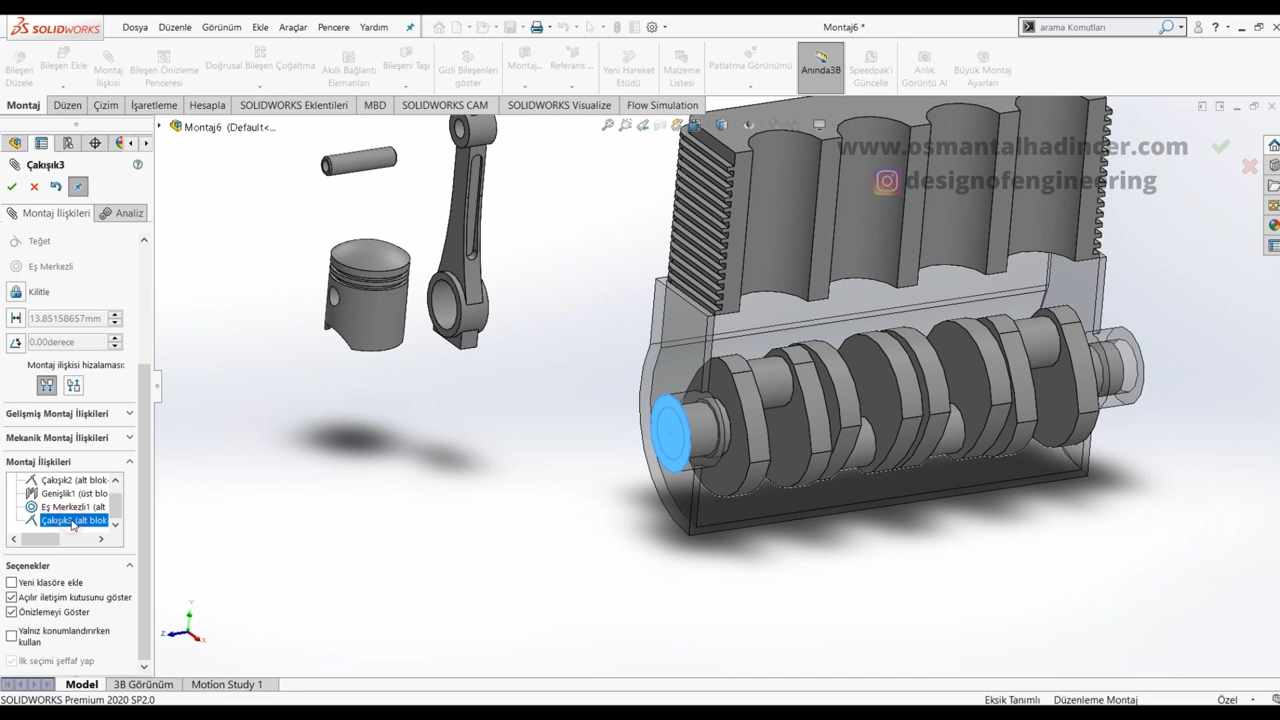 SOLIDWORKS
Dosya Düzenle Görünüm Ekle Araçlar Pencere Yardım
Montaj6 *
arama Komutları
Bileşen Düzenle
Bileşen Ekle
Montaj İlişkisi
Bileşen Önizleme Penceresi
Doğrusal Bileşen Çoğaltma
Akıllı Bağlantı Elemanları
Bileşeni Taşı
Gizli Bileşenleri göster
Montaj...
Referans ...
Yeni Hareket Etüdü
Malzeme Listesi
Patlatma Görünümü
Anında3B
Speedpak'ı Güncelle
Anlık Görüntü Al
Büyük Montaj Ayarları
Montaj Düzen Çizim İşaretleme Hesapla SOLIDWORKS Eklentileri MBD SOLIDWORKS CAM SOLIDWORKS Visualize Flow Simulation
Montaj6 (Default<...
www.osmantalhadincer.com
designofengineering
Çakışık3
Montaj İlişkileri Analiz
Teğet
Eş Merkezli
Kilitle
13.85158657mm
0.00derece
Montaj ilişkisi hizalaması:
Gelişmiş Montaj İlişkileri
Mekanik Montaj İlişkileri
Montaj İlişkileri
Çakışık2 (alt blok
Genişlik1 (üst blo
Eş Merkezli1 (alt
Çakışık3 (alt blok
Seçenekler
Yeni klasöre ekle
Açılır iletişim kutusunu göster
Önizlemeyi Göster
Yalnız konumlandırırken
kullan
İlk seçimi şeffaf yap
Y
Z
X
Model 3B Görünüm Motion Study 1
SOLIDWORKS Premium 2020 SP2.0
Eksik Tanımlı Düzenleme Montaj Özel